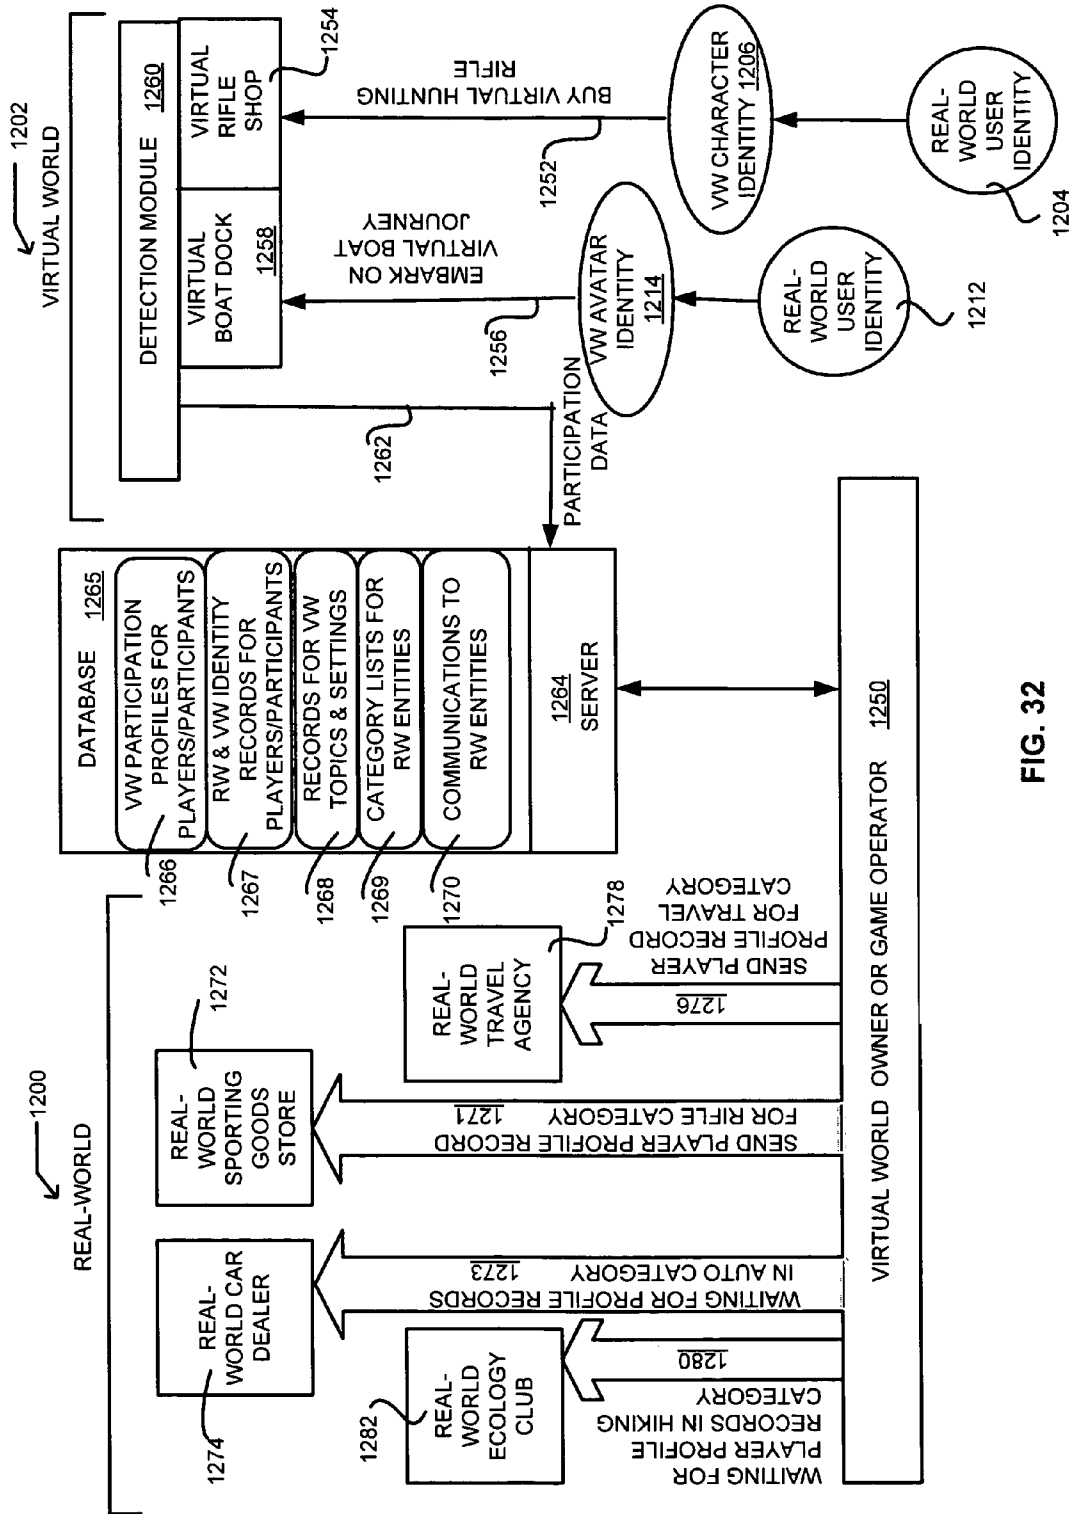 1200
REAL-WORLD
1202
VIRTUAL WORLD
1274
REAL-
WORLD CAR
DEALER
1272
REAL-
WORLD
SPORTING
GOODS
STORE
1282
REAL-
WORLD
ECOLOGY
CLUB
1278
REAL-
WORLD
TRAVEL
AGENCY
WAITING FOR
PLAYER PROFILE
RECORDS IN HIKING
CATEGORY
1280
WAITING FOR PROFILE RECORDS
IN AUTO CATEGORY 1273
SEND PLAYER PROFILE RECORD
FOR RIFLE CATEGORY 1271
1276
SEND PLAYER
PROFILE RECORD
FOR TRAVEL
CATEGORY
DATABASE 1265
VW PARTICIPATION
PROFILES FOR
PLAYERS/PARTICIPANTS
1266
RW & VW IDENTITY
RECORDS FOR
PLAYERS/PARTICIPANTS
1267
RECORDS FOR VW
TOPICS & SETTINGS
1268
CATEGORY LISTS FOR
RW ENTITIES
1269
COMMUNICATIONS TO
RW ENTITIES
1270
1264
SERVER
DETECTION MODULE 1260
VIRTUAL
BOAT DOCK
1258
VIRTUAL
RIFLE
SHOP
1254
1262
PARTICIPATION
DATA
EMBARK ON
VIRTUAL BOAT
JOURNEY
1256
BUY VIRTUAL HUNTING
RIFLE
1252
VW AVATAR
IDENTITY
1214
VW CHARACTER
IDENTITY 1206
REAL-
WORLD
USER
IDENTITY
1212
REAL-
WORLD
USER
IDENTITY
1204
VIRTUAL WORLD OWNER OR GAME OPERATOR 1250
FIG. 32